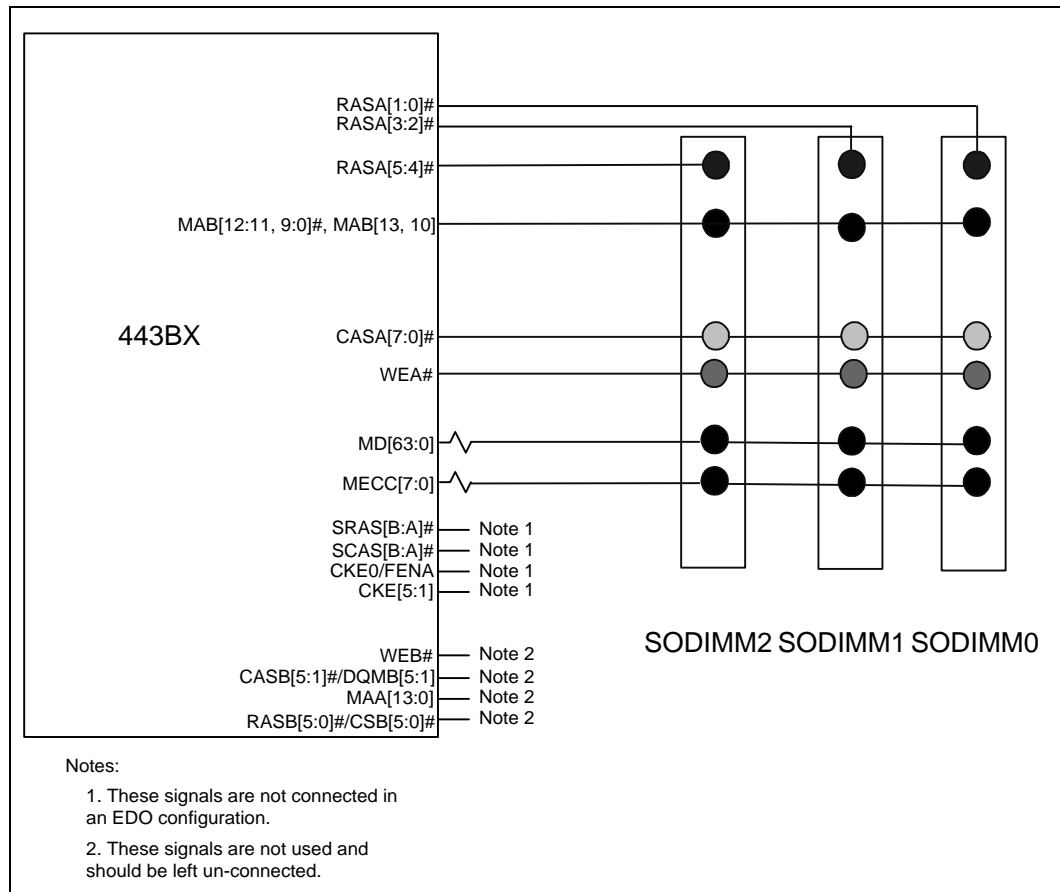 RASA[1:0]#
RASA[3:2]#
RASA[5:4]#
MAB[12:11, 9:0]#, MAB[13, 10]
443BX
CASA[7:0]#
WEA#
MD[63:0]
MECC[7:0]
SRAS[B:A]# Note 1
SCAS[B:A]# Note 1
CKE0/FENA Note 1
CKE[5:1] Note 1
WEB# Note 2
CASB[5:1]#/DQMB[5:1] Note 2
MAA[13:0] Note 2
RASB[5:0]#/CSB[5:0]# Note 2
SODIMM2 SODIMM1 SODIMM0
Notes:
1. These signals are not connected in
an EDO configuration.
2. These signals are not used and
should be left un-connected.